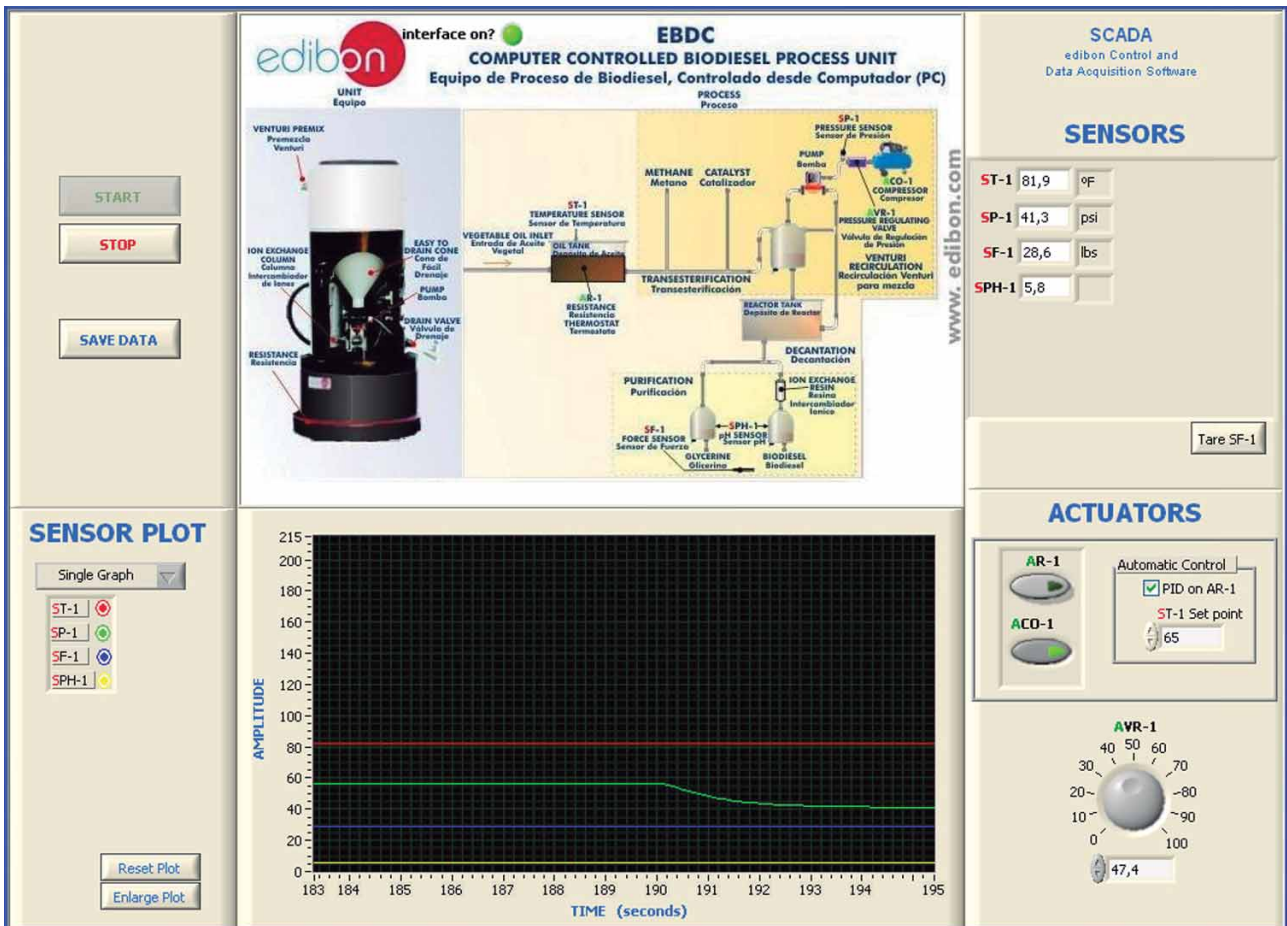 START
STOP
SAVE DATA
edibon
interface on?
EBDC
COMPUTER CONTROLLED BIODIESEL PROCESS UNIT
Equipo de Proceso de Biodiesel, Controlado desde Computador (PC)
UNIT
Equipo
PROCESS
Proceso
VENTURI PREMIX
Premezcla
Venturi
ION EXCHANGE
COLUMN
Columna
Intercambiador
de Iones
RESISTANCE
Resistencia
EASY TO
DRAIN CONE
Cono de
Fácil
Drenaje
PUMP
Bomba
DRAIN VALVE
Válvula de
Drenaje
VEGETABLE OIL INLET
Entrada de Aceite
Vegetal
ST-1
TEMPERATURE SENSOR
Sensor de Temperatura
OIL TANK
Depósito de Aceite
AR-1
RESISTANCE
Resistencia
THERMOSTAT
Termostato
METHANE
Metano
CATALYST
Catalizador
TRANSESTERIFICATION
Transesterificación
SP-1
PRESSURE SENSOR
Sensor de Presión
PUMP
Bomba
ACO-1
COMPRESSOR
Compresor
AVR-1
PRESSURE REGULATING
VALVE
Válvula de Regulación
de Presión
VENTURI
RECIRCULATION
Recirculación Venturi
para mezcla
REACTOR TANK
Depósito de Reactor
DECANTATION
Decantación
PURIFICATION
Purificación
ION EXCHANGE
RESIN
Resina
Intercambiador
Ionico
SF-1
FORCE SENSOR
Sensor de Fuerza
SPH-1
pH SENSOR
Sensor pH
GLYCERINE
Glicerina
BIODIESEL
Biodiesel
www. edibon.com
SCADA
edibon Control and
Data Acquisition Software
SENSORS
ST-1 81,9 ºF
SP-1 41,3 psi
SF-1 28,6 lbs
SPH-1 5,8
Tare SF-1
SENSOR PLOT
Single Graph
ST-1
SP-1
SF-1
SPH-1
Reset Plot
Enlarge Plot
AMPLITUDE
215
200
180
160
140
120
100
80
60
40
20
0
183 184 185 186 187 188 189 190 191 192 193 194 195
TIME (seconds)
ACTUATORS
AR-1
ACO-1
Automatic Control
PID on AR-1
ST-1 Set point
65
AVR-1
0 10 20 30 40 50 60 70 80 90 100
47,4